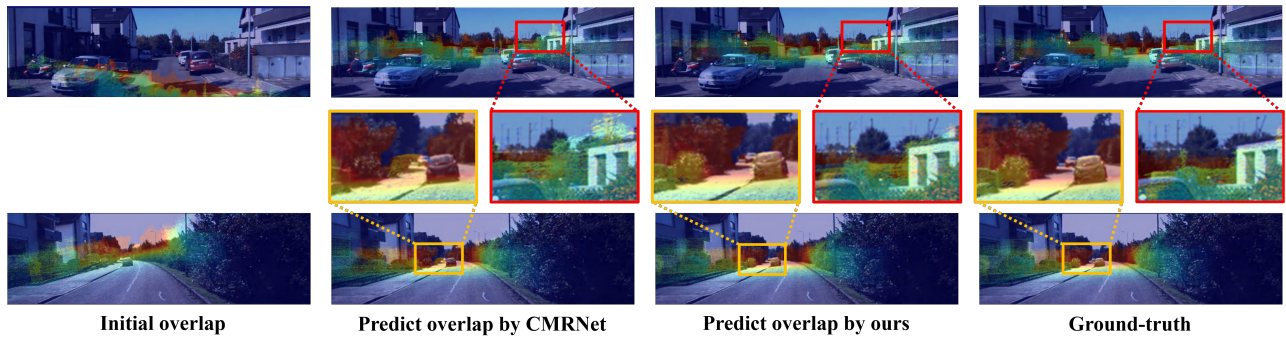 Initial overlap
Predict overlap by CMRNet
Predict overlap by ours
Ground-truth